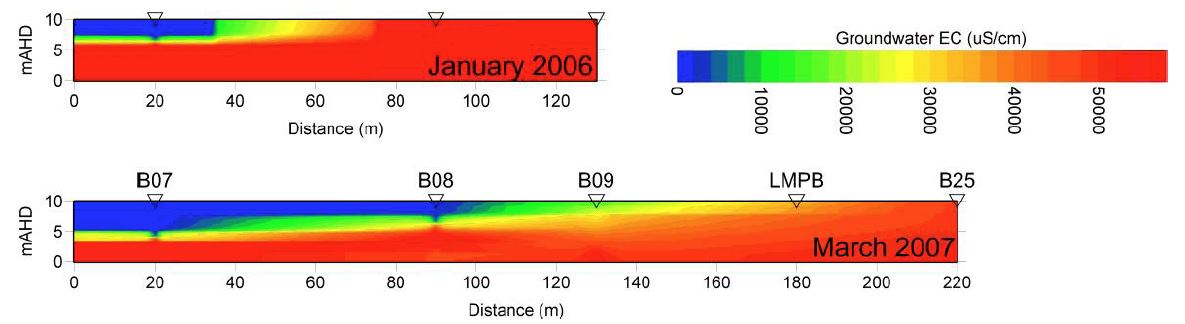 10
5
0
mAHD
January 2006
0 20 40 60 80 100 120
Distance (m)
Groundwater EC (uS/cm)
0 10000 20000 30000 40000 50000
B07 B08 B09 LMPB B25
10
5
0
mAHD
March 2007
0 20 40 60 80 100 120 140 160 180 200 220
Distance (m)